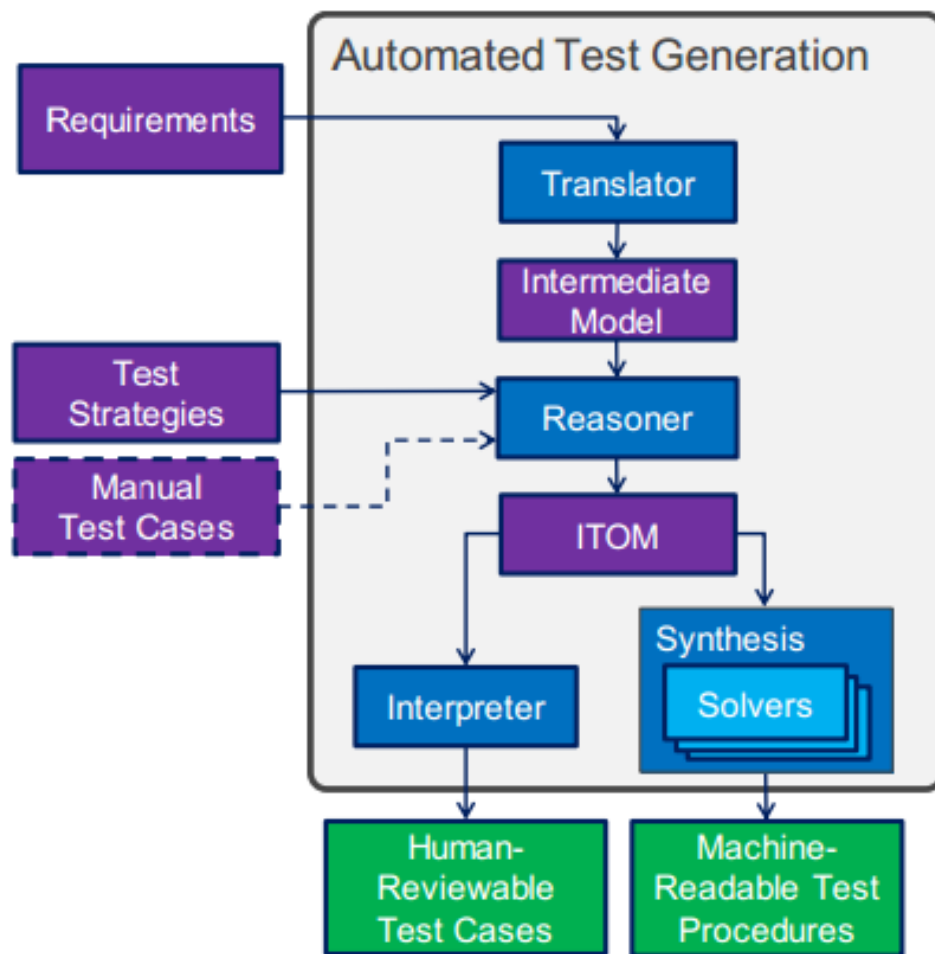 Automated Test Generation
Requirements
Translator
Intermediate
Model
Test
Strategies
Reasoner
Manual
Test Cases
ITOM
Synthesis
Solvers
Interpreter
Human-
Reviewable
Test Cases
Machine-
Readable Test
Procedures